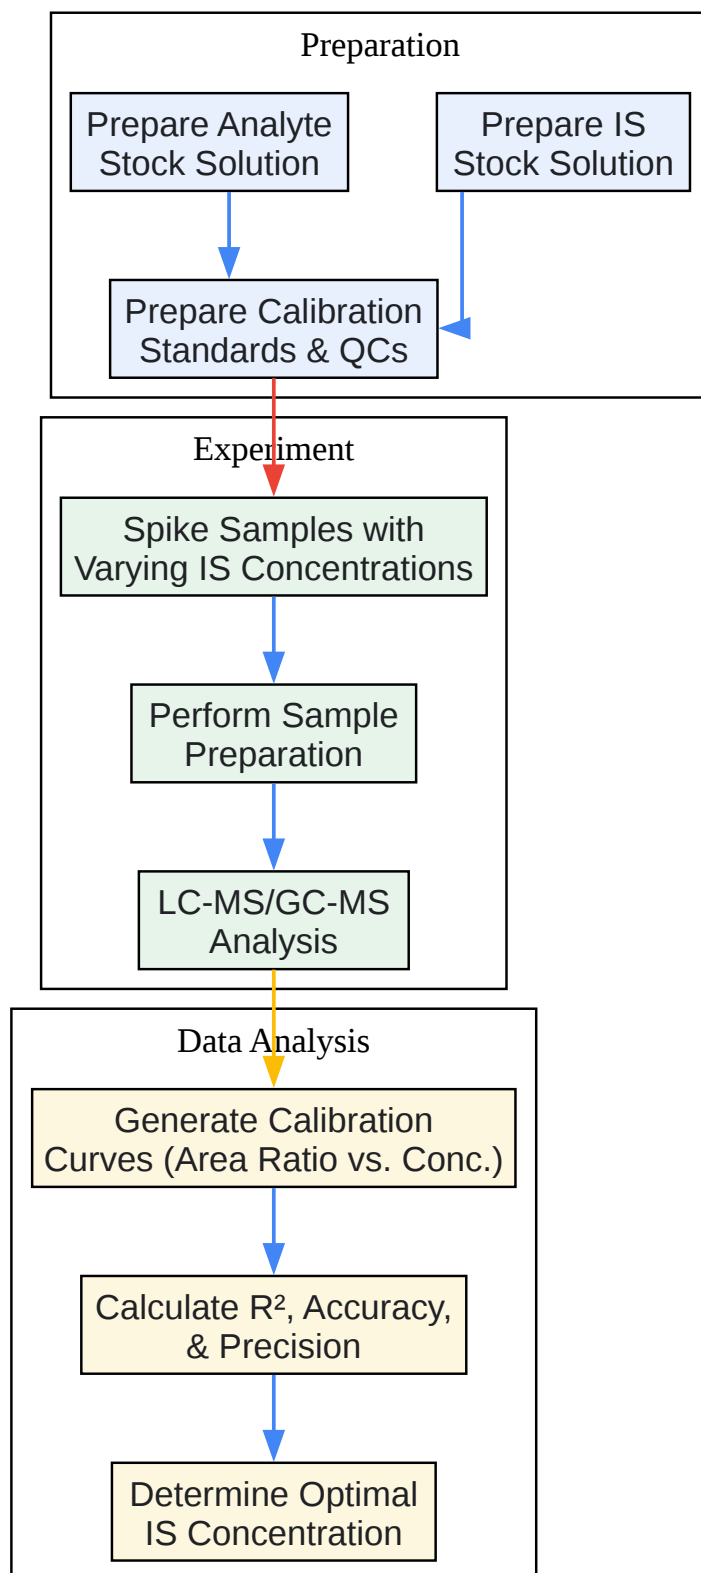 Preparation
Prepare Analyte
Stock Solution
Prepare IS
Stock Solution
Prepare Calibration
Standards & QCs
Experiment
Spike Samples with
Varying IS Concentrations
Perform Sample
Preparation
LC-MS/GC-MS
Analysis
Data Analysis
Generate Calibration
Curves (Area Ratio vs. Conc.)
Calculate R², Accuracy,
& Precision
Determine Optimal
IS Concentration